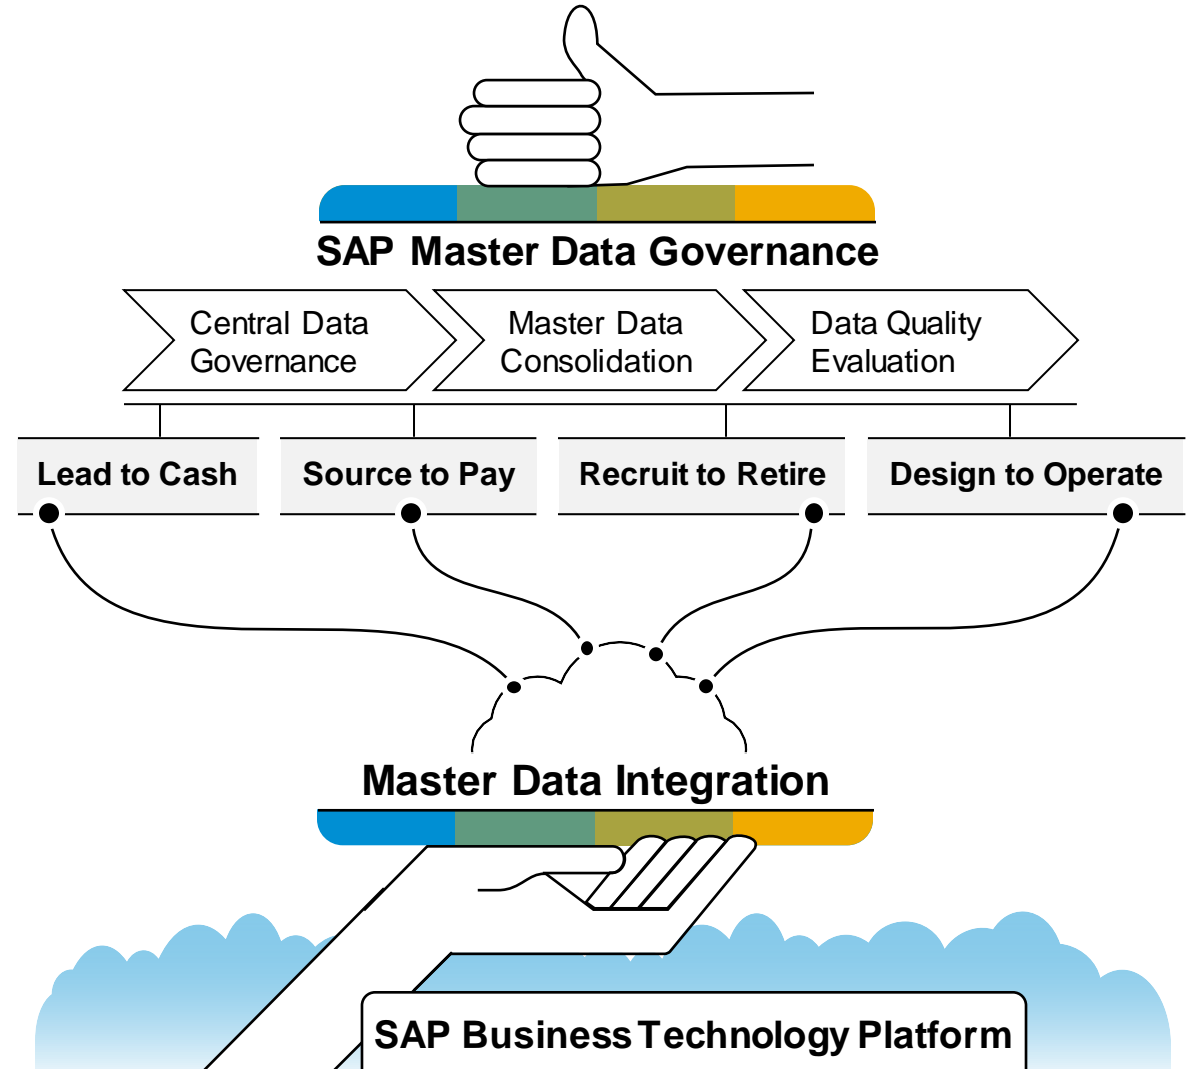 SAP Master Data Governance
Central Data
Governance
Master Data
Consolidation
Data Quality
Evaluation
Lead to Cash
Source to Pay
Recruit to Retire
Design to Operate
Master Data Integration
SAP Business Technology Platform